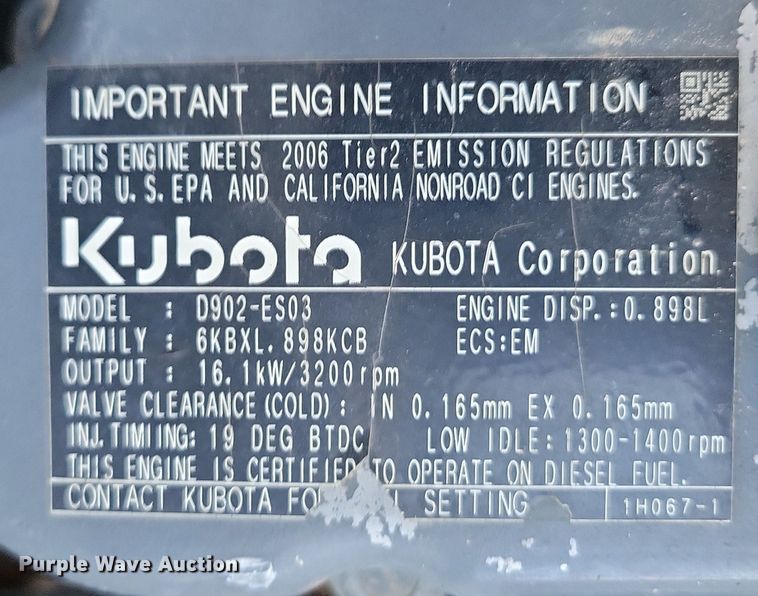 IMPORTANT ENGINE INFORMATION
THIS ENGINE MEETS 2006 Tier2 EMISSION REGULATIONS
FOR U.S.EPA AND CALIFORNIA NONROAD CI ENGINES.
Kubota KUBOTA Corporation
MODEL : D902-ES03 ENGINE DISP.:0.898L
FAMILY : 6KBXL.898KCB ECS:EM
OUTPUT : 16.1kW/3200rpm
VALVE CLEARANCE(COLD): IN 0.165mm EX 0.165mm
INJ.TIMIING: 19 DEG BTDC LOW IDLE:1300-1400rpm
THIS ENGINE IS CERTIFIED TO OPERATE ON DIESEL FUEL.
CONTACT KUBOTA SETTING 1H067-1
Purple Wave Auction